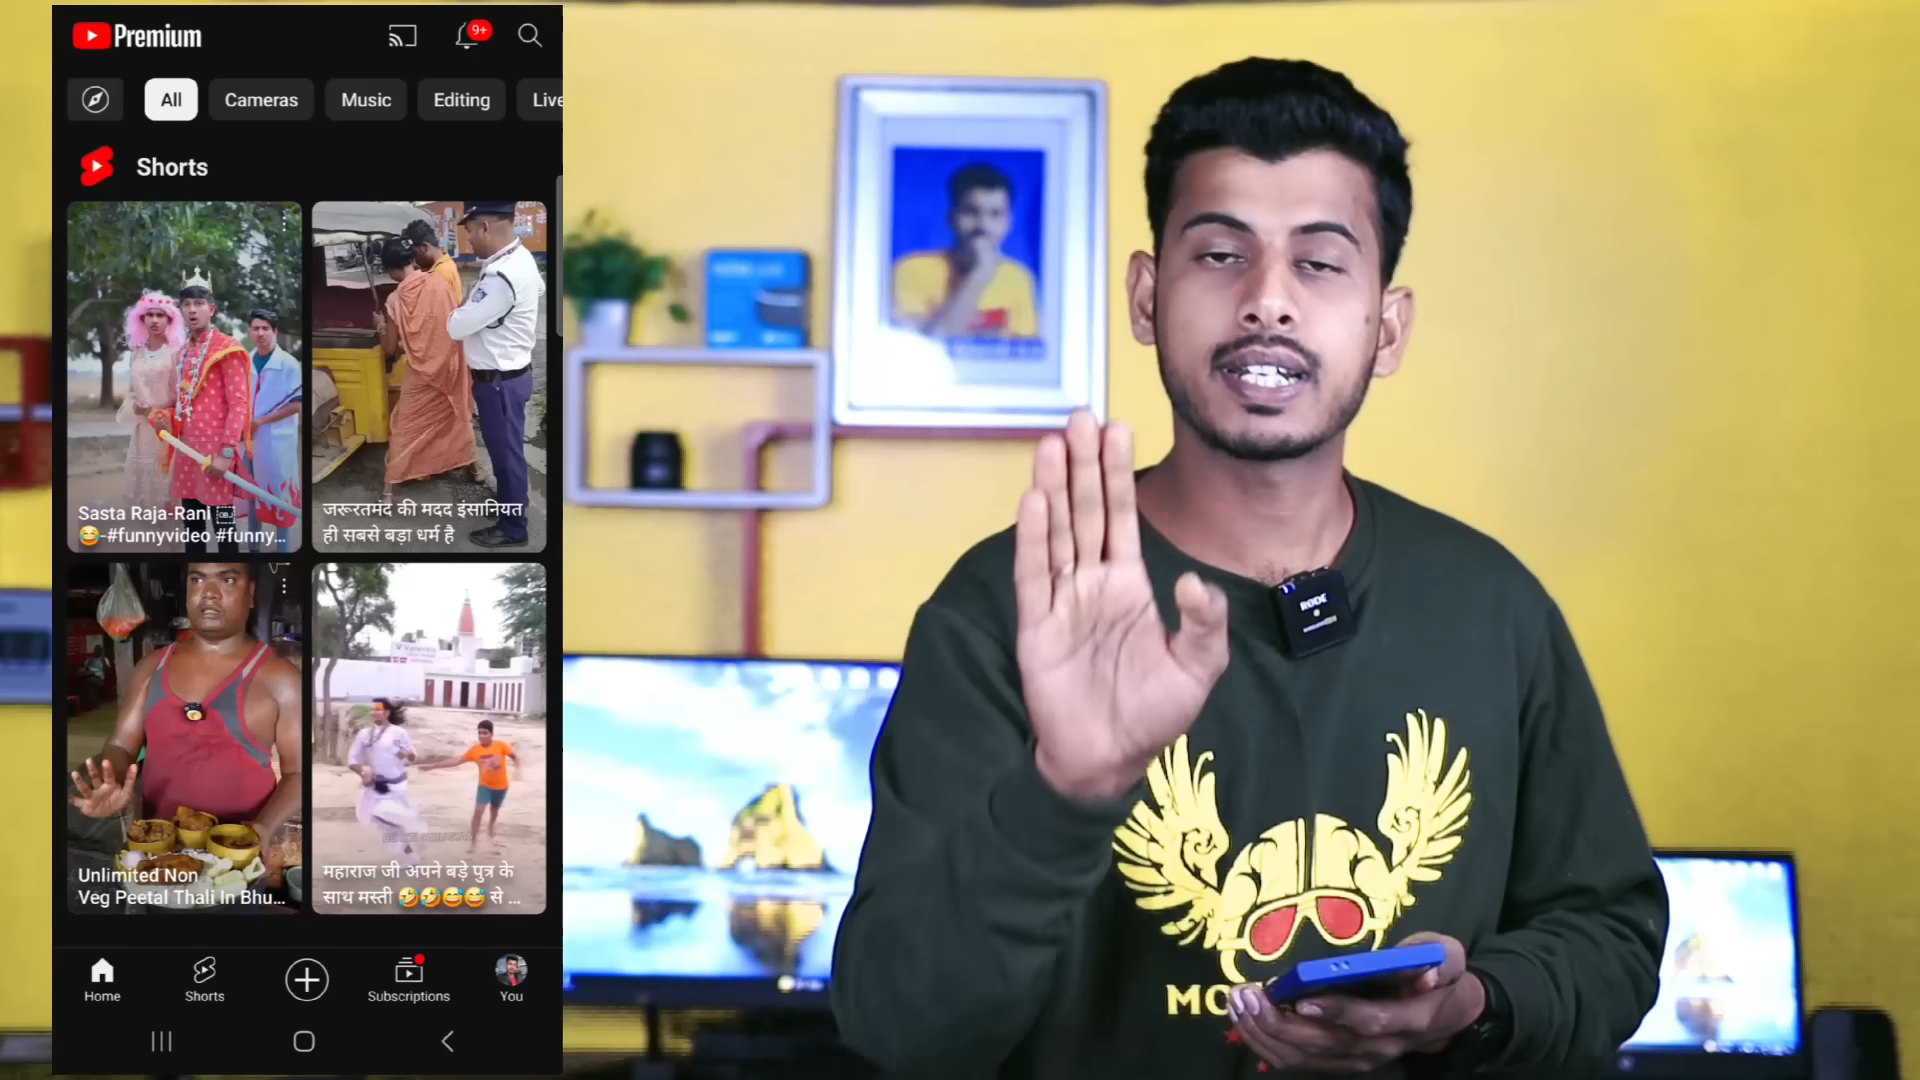 Premium
9+
All
Cameras
Music
Editing
Live
Shorts
Sasta Raja-Rani OBJ
😂-#funnyvideo #funny...
जरूरतमंद की मदद इंसानियत
ही सबसे बड़ा धर्म है
Unlimited Non
Veg Peetal Thali In Bhu...
महाराज जी अपने बड़े पुत्र के
साथ मस्ती 🤣🤣😅😅 से ...
Home
Shorts
Subscriptions
You
RODE